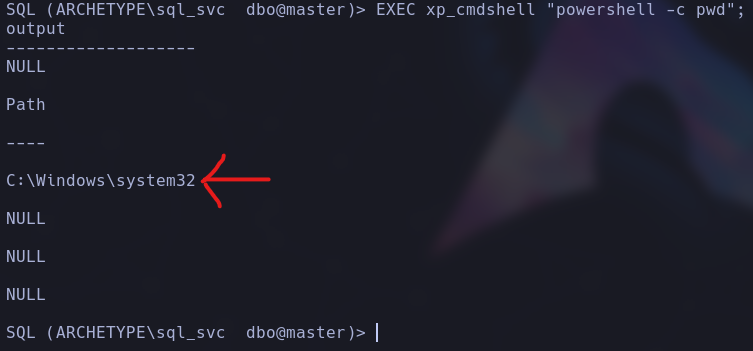 SQL (ARCHETYPE\sql_svc  dbo@master)> EXEC xp_cmdshell "powershell -c pwd";
output
------------------
NULL
Path
----
C:\Windows\system32
NULL
NULL
NULL
SQL (ARCHETYPE\sql_svc  dbo@master)>